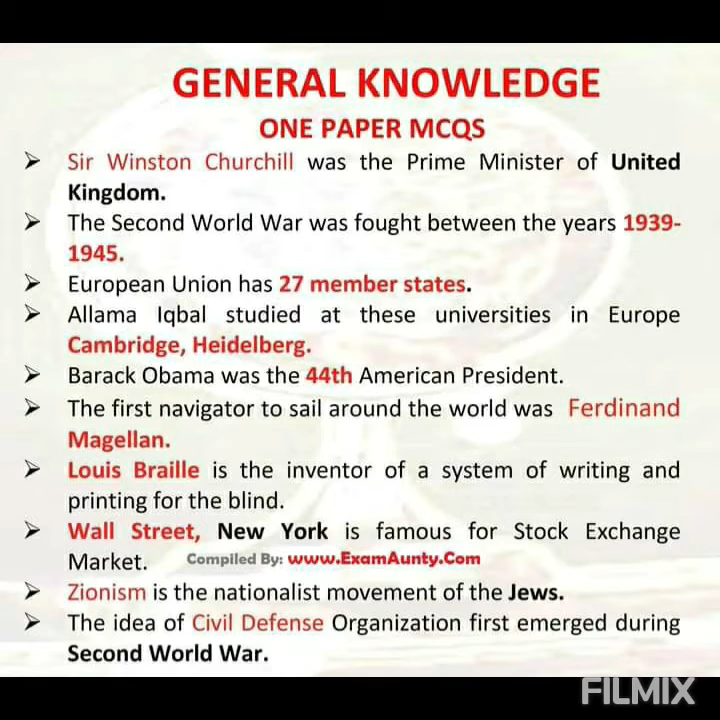 GENERAL KNOWLEDGE
ONE PAPER MCQS
➢ Sir Winston Churchill was the Prime Minister of United
Kingdom.
➢ The Second World War was fought between the years 1939-
1945.
➢ European Union has 27 member states.
➢ Allama Iqbal studied at these universities in Europe
Cambridge, Heidelberg.
➢ Barack Obama was the 44th American President.
➢ The first navigator to sail around the world was Ferdinand
Magellan.
➢ Louis Braille is the inventor of a system of writing and
printing for the blind.
➢ Wall Street, New York is famous for Stock Exchange
Market. Compiled By: www.ExamAunty.Com
➢ Zionism is the nationalist movement of the Jews.
➢ The idea of Civil Defense Organization first emerged during
Second World War.
FILMIX